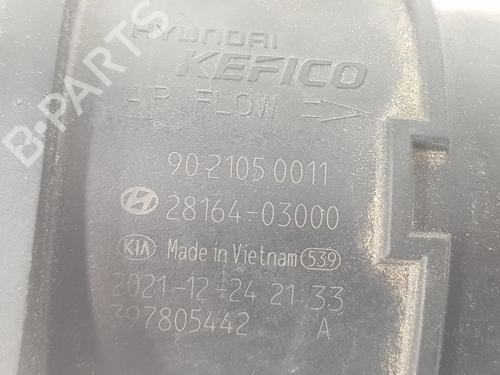 HYUNDAI
KEFICO
AIR FLOW
90 2105 0011
28164-03000
KIA Made in Vietnam 539
2021-12-24 21:33
397805442 A
B-PARTS